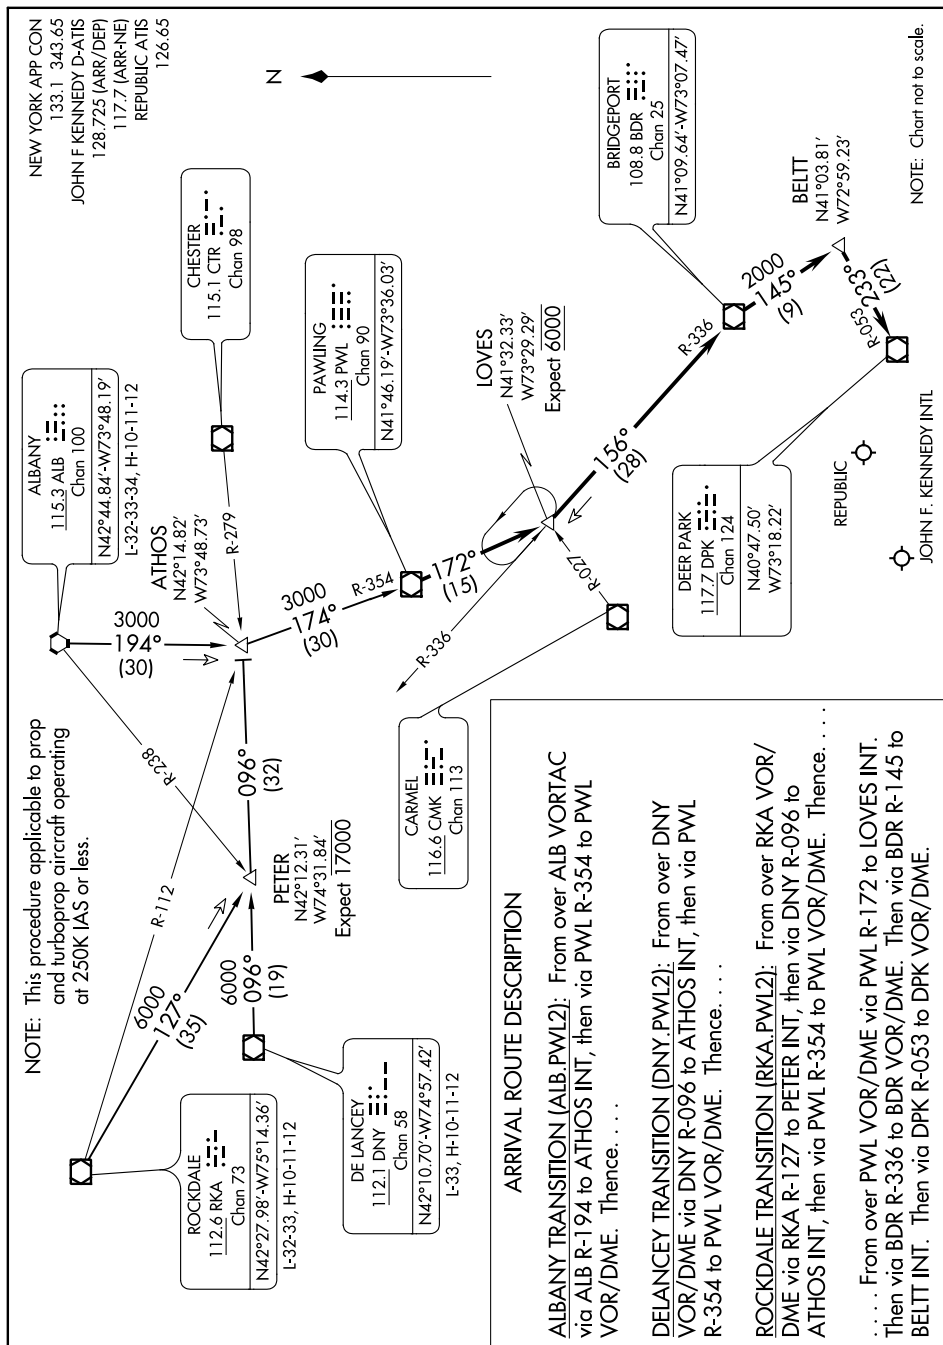 NEW YORK APP CON
133.1 343.65
JOHN F KENNEDY D-ATIS
128.725 (ARR/DEP)
117.7 (ARR-NE)
REPUBLIC ATIS
126.65
NOTE: This procedure applicable to prop
and turboprop aircraft operating
at 250K IAS or less.
N
ALBANY
115.3 ALB
Chan 100
N42°44.84'-W73°48.19'
L-32-33-34, H-10-11-12
CHESTER
115.1 CTR
Chan 98
R-279
ATHOS
N42°14.82'
W73°48.73'
3000
194°
(30)
R-238
R-112
6000
127°
(35)
ROCKDALE
112.6 RKA
Chan 73
N42°27.98'-W75°14.36'
L-32-33, H-10-11-12
6000
096°
(19)
PETER
N42°12.31'
W74°31.84'
Expect 17000
096°
(32)
DE LANCEY
112.1 DNY
Chan 58
N42°10.70'-W74°57.42'
L-33, H-10-11-12
3000
174°
(30)
R-354
PAWLING
114.3 PWL
Chan 90
N41°46.19'-W73°36.03'
172°
(15)
LOVES
N41°32.33'
W73°29.29'
Expect 6000
R-336
R-027
CARMEL
116.6 CMK
Chan 113
156°
(28)
R-336
BRIDGEPORT
108.8 BDR
Chan 25
N41°09.64'-W73°07.47'
2000
145°
(9)
BELTT
N41°03.81'
W72°59.23'
R-053
233°
(22)
DEER PARK
117.7 DPK
Chan 124
N40°47.50'
W73°18.22'
REPUBLIC
JOHN F. KENNEDY INTL
NOTE: Chart not to scale.
ARRIVAL ROUTE DESCRIPTION
ALBANY TRANSITION (ALB.PWL2): From over ALB VORTAC
via ALB R-194 to ATHOS INT, then via PWL R-354 to PWL
VOR/DME. Thence. . . .
DELANCEY TRANSITION (DNY.PWL2): From over DNY
VOR/DME via DNY R-096 to ATHOS INT, then via PWL
R-354 to PWL VOR/DME. Thence. . . .
ROCKDALE TRANSITION (RKA.PWL2): From over RKA VOR/
DME via RKA R-127 to PETER INT, then via DNY R-096 to
ATHOS INT, then via PWL R-354 to PWL VOR/DME. Thence. . . .
. . . . From over PWL VOR/DME via PWL R-172 to LOVES INT.
Then via BDR R-336 to BDR VOR/DME. Then via BDR R-145 to
BELTT INT. Then via DPK R-053 to DPK VOR/DME.